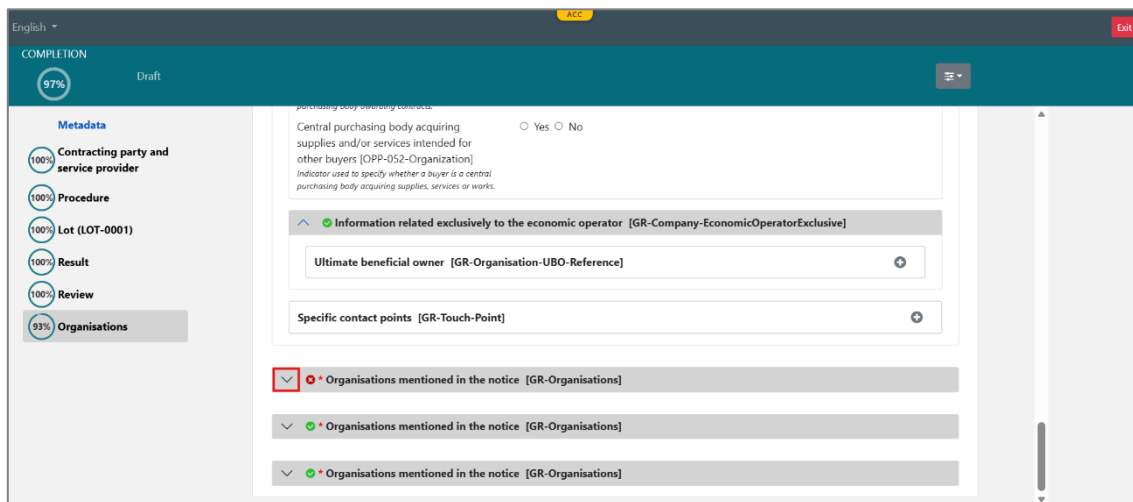 ACC
English
Exit
COMPLETION
97%
Draft
Metadata
100% Contracting party and
service provider
100% Procedure
100% Lot (LOT-0001)
100% Result
100% Review
93% Organisations
purchasing body awarding contracts.
Central purchasing body acquiring
supplies and/or services intended for
other buyers [OPP-052-Organization]
Yes No
Indicator used to specify whether a buyer is a central
purchasing body acquiring supplies, services or works.
Information related exclusively to the economic operator [GR-Company-EconomicOperatorExclusive]
Ultimate beneficial owner [GR-Organisation-UBO-Reference]
Specific contact points [GR-Touch-Point]
* Organisations mentioned in the notice [GR-Organisations]
* Organisations mentioned in the notice [GR-Organisations]
* Organisations mentioned in the notice [GR-Organisations]